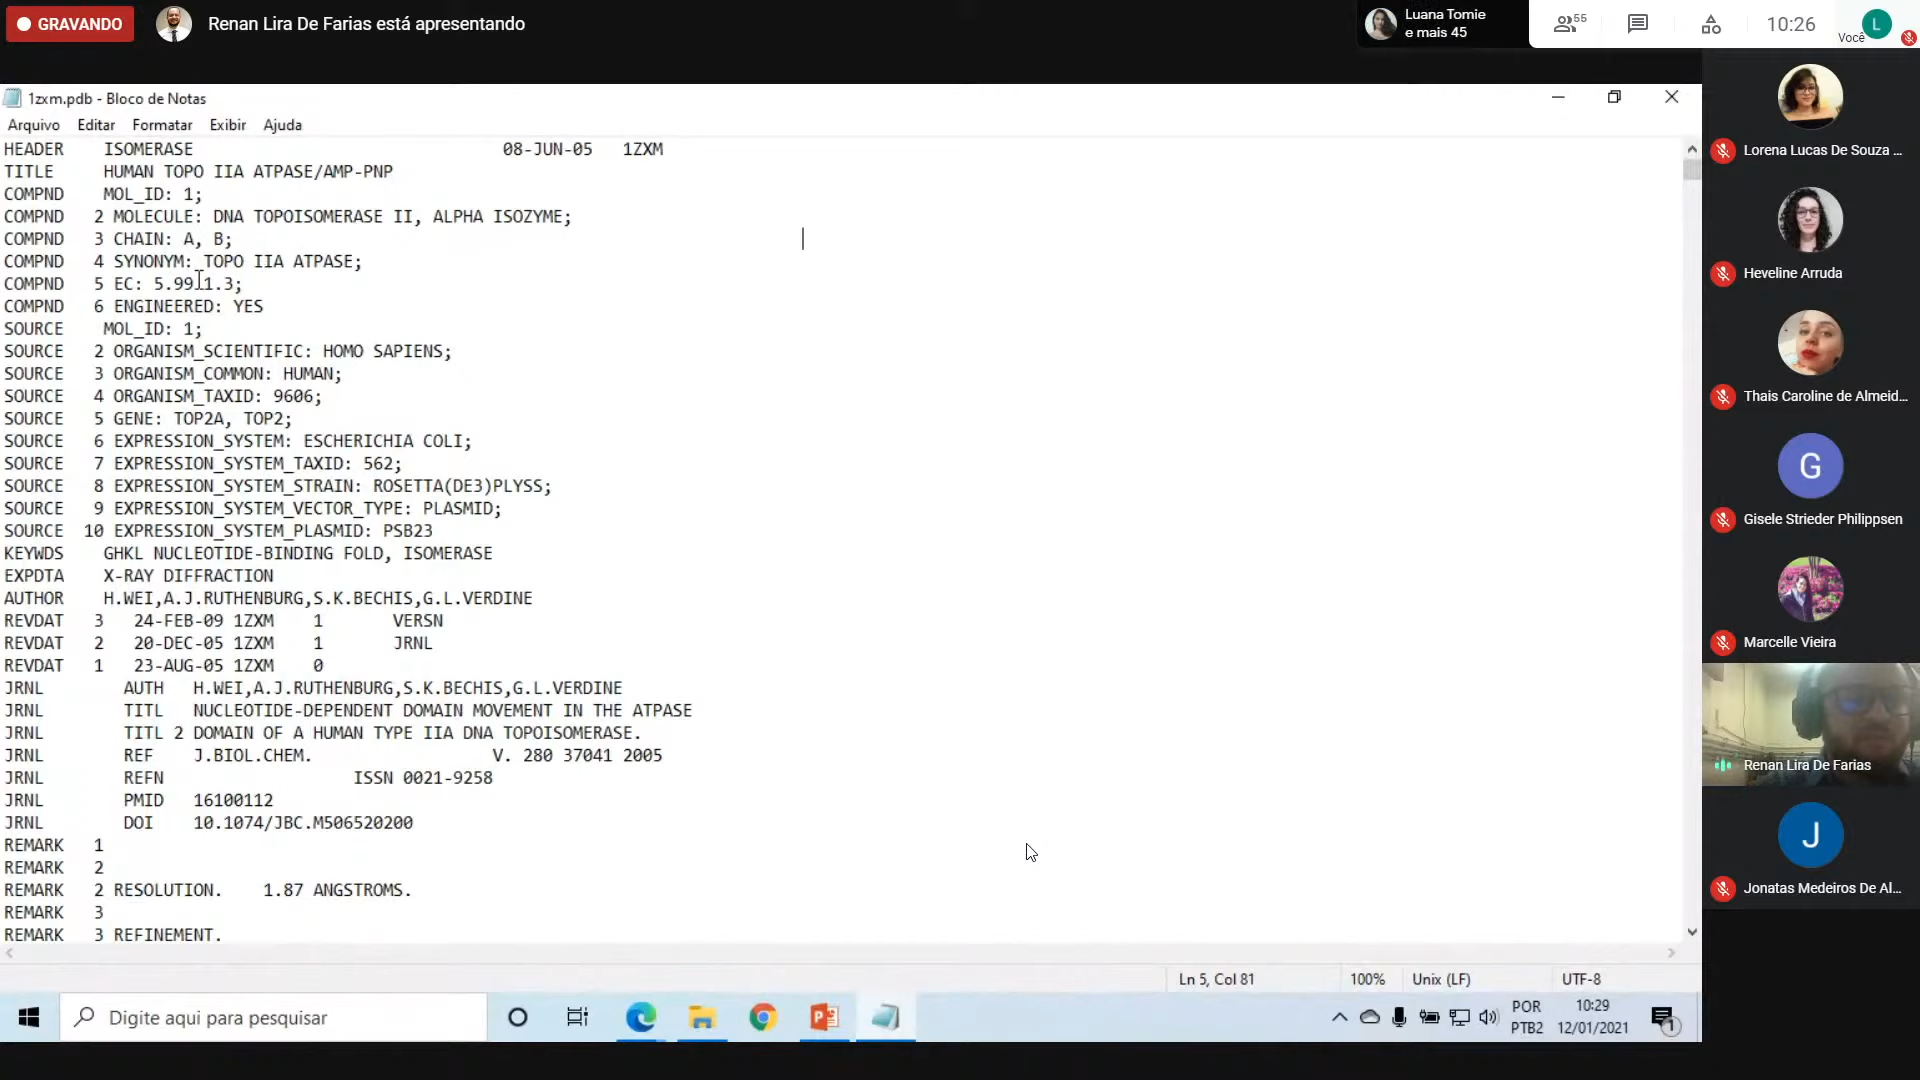 GRAVANDO
Renan Lira De Farias está apresentando
Luana Tomie
e mais 45
55
10:26
Você
L
1zxm.pdb - Bloco de Notas
Arquivo Editar Formatar Exibir Ajuda
HEADER    ISOMERASE                               08-JUN-05   1ZXM
TITLE     HUMAN TOPO IIA ATPASE/AMP-PNP
COMPND    MOL_ID: 1;
COMPND   2 MOLECULE: DNA TOPOISOMERASE II, ALPHA ISOZYME;
COMPND   3 CHAIN: A, B;
COMPND   4 SYNONYM: TOPO IIA ATPASE;
COMPND   5 EC: 5.99.1.3;
COMPND   6 ENGINEERED: YES
SOURCE    MOL_ID: 1;
SOURCE   2 ORGANISM_SCIENTIFIC: HOMO SAPIENS;
SOURCE   3 ORGANISM_COMMON: HUMAN;
SOURCE   4 ORGANISM_TAXID: 9606;
SOURCE   5 GENE: TOP2A, TOP2;
SOURCE   6 EXPRESSION_SYSTEM: ESCHERICHIA COLI;
SOURCE   7 EXPRESSION_SYSTEM_TAXID: 562;
SOURCE   8 EXPRESSION_SYSTEM_STRAIN: ROSETTA(DE3)PLYSS;
SOURCE   9 EXPRESSION_SYSTEM_VECTOR_TYPE: PLASMID;
SOURCE  10 EXPRESSION_SYSTEM_PLASMID: PSB23
KEYWDS    GHKL NUCLEOTIDE-BINDING FOLD, ISOMERASE
EXPDTA    X-RAY DIFFRACTION
AUTHOR    H.WEI,A.J.RUTHENBURG,S.K.BECHIS,G.L.VERDINE
REVDAT   3   24-FEB-09 1ZXM    1       VERSN
REVDAT   2   20-DEC-05 1ZXM    1       JRNL
REVDAT   1   23-AUG-05 1ZXM    0
JRNL        AUTH   H.WEI,A.J.RUTHENBURG,S.K.BECHIS,G.L.VERDINE
JRNL        TITL   NUCLEOTIDE-DEPENDENT DOMAIN MOVEMENT IN THE ATPASE
JRNL        TITL 2 DOMAIN OF A HUMAN TYPE IIA DNA TOPOISOMERASE.
JRNL        REF    J.BIOL.CHEM.                  V. 280 37041 2005
JRNL        REFN                   ISSN 0021-9258
JRNL        PMID   16100112
JRNL        DOI    10.1074/JBC.M506520200
REMARK   1
REMARK   2
REMARK   2 RESOLUTION.    1.87 ANGSTROMS.
REMARK   3
REMARK   3 REFINEMENT.
Ln 5, Col 81
100%
Unix (LF)
UTF-8
Digite aqui para pesquisar
POR
PTB2
10:29
12/01/2021
1
Lorena Lucas De Souza ...
Heveline Arruda
Thais Caroline de Almeid...
G
Gisele Strieder Philippsen
Marcelle Vieira
Renan Lira De Farias
J
Jonatas Medeiros De Al...